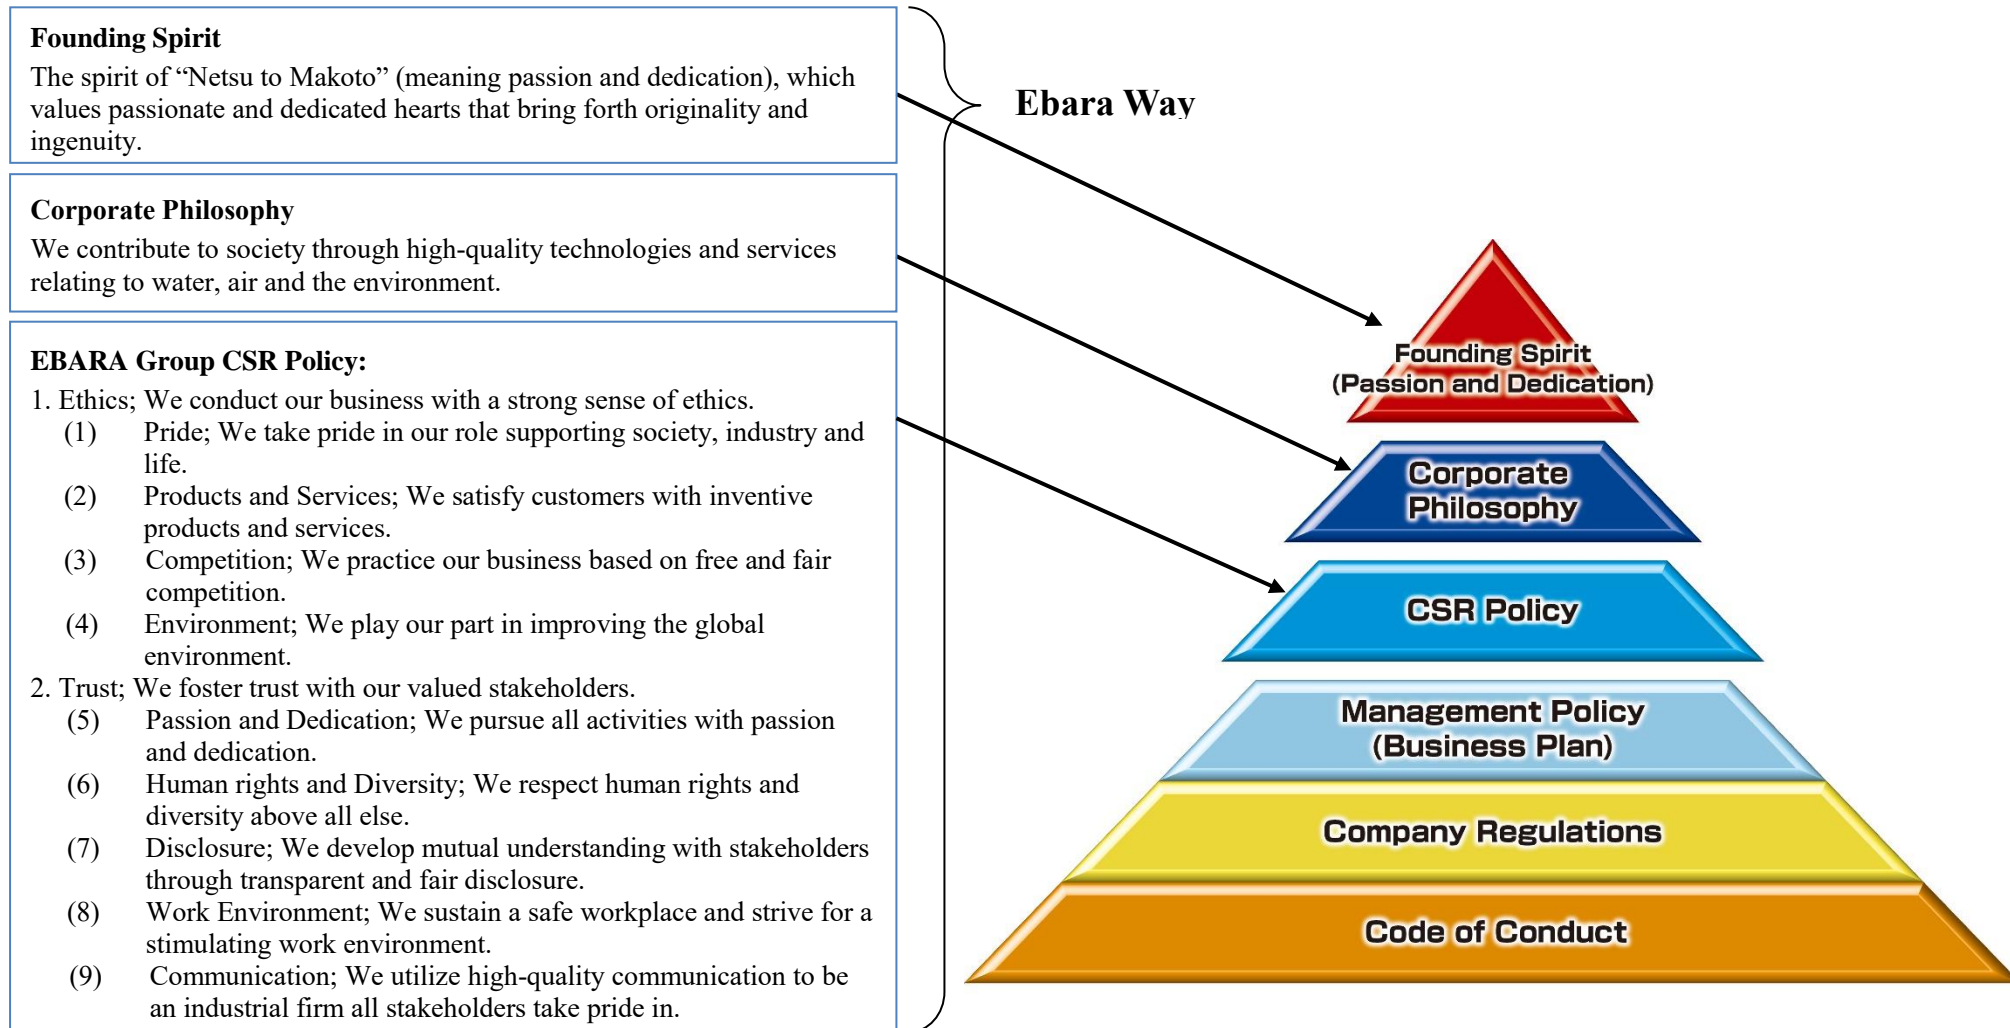 Founding Spirit
The spirit of “Netsu to Makoto” (meaning passion and dedication), which
values passionate and dedicated hearts that bring forth originality and
ingenuity.
Corporate Philosophy
We contribute to society through high-quality technologies and services
relating to water, air and the environment.
EBARA Group CSR Policy:
1. Ethics; We conduct our business with a strong sense of ethics.
(1) Pride; We take pride in our role supporting society, industry and
life.
(2) Products and Services; We satisfy customers with inventive
products and services.
(3) Competition; We practice our business based on free and fair
competition.
(4) Environment; We play our part in improving the global
environment.
2. Trust; We foster trust with our valued stakeholders.
(5) Passion and Dedication; We pursue all activities with passion
and dedication.
(6) Human rights and Diversity; We respect human rights and
diversity above all else.
(7) Disclosure; We develop mutual understanding with stakeholders
through transparent and fair disclosure.
(8) Work Environment; We sustain a safe workplace and strive for a
stimulating work environment.
(9) Communication; We utilize high-quality communication to be
an industrial firm all stakeholders take pride in.
Ebara Way
Founding Spirit
(Passion and Dedication)
Corporate
Philosophy
CSR Policy
Management Policy
(Business Plan)
Company Regulations
Code of Conduct